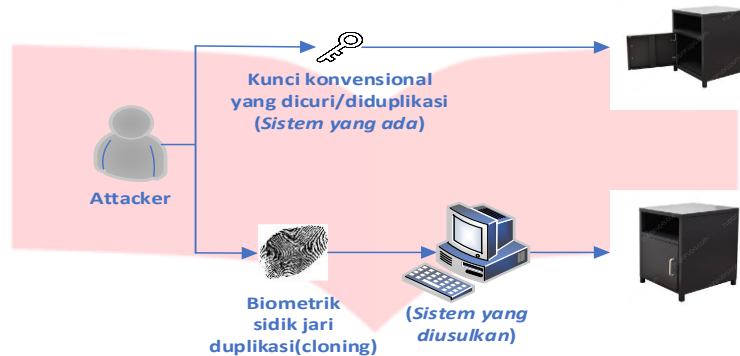 Kunci konvensional
yang dicuri/diduplikasi
(Sistem yang ada)
Attacker
Biometrik
sidik jari
duplikasi(cloning)
(Sistem yang
diusulkan)